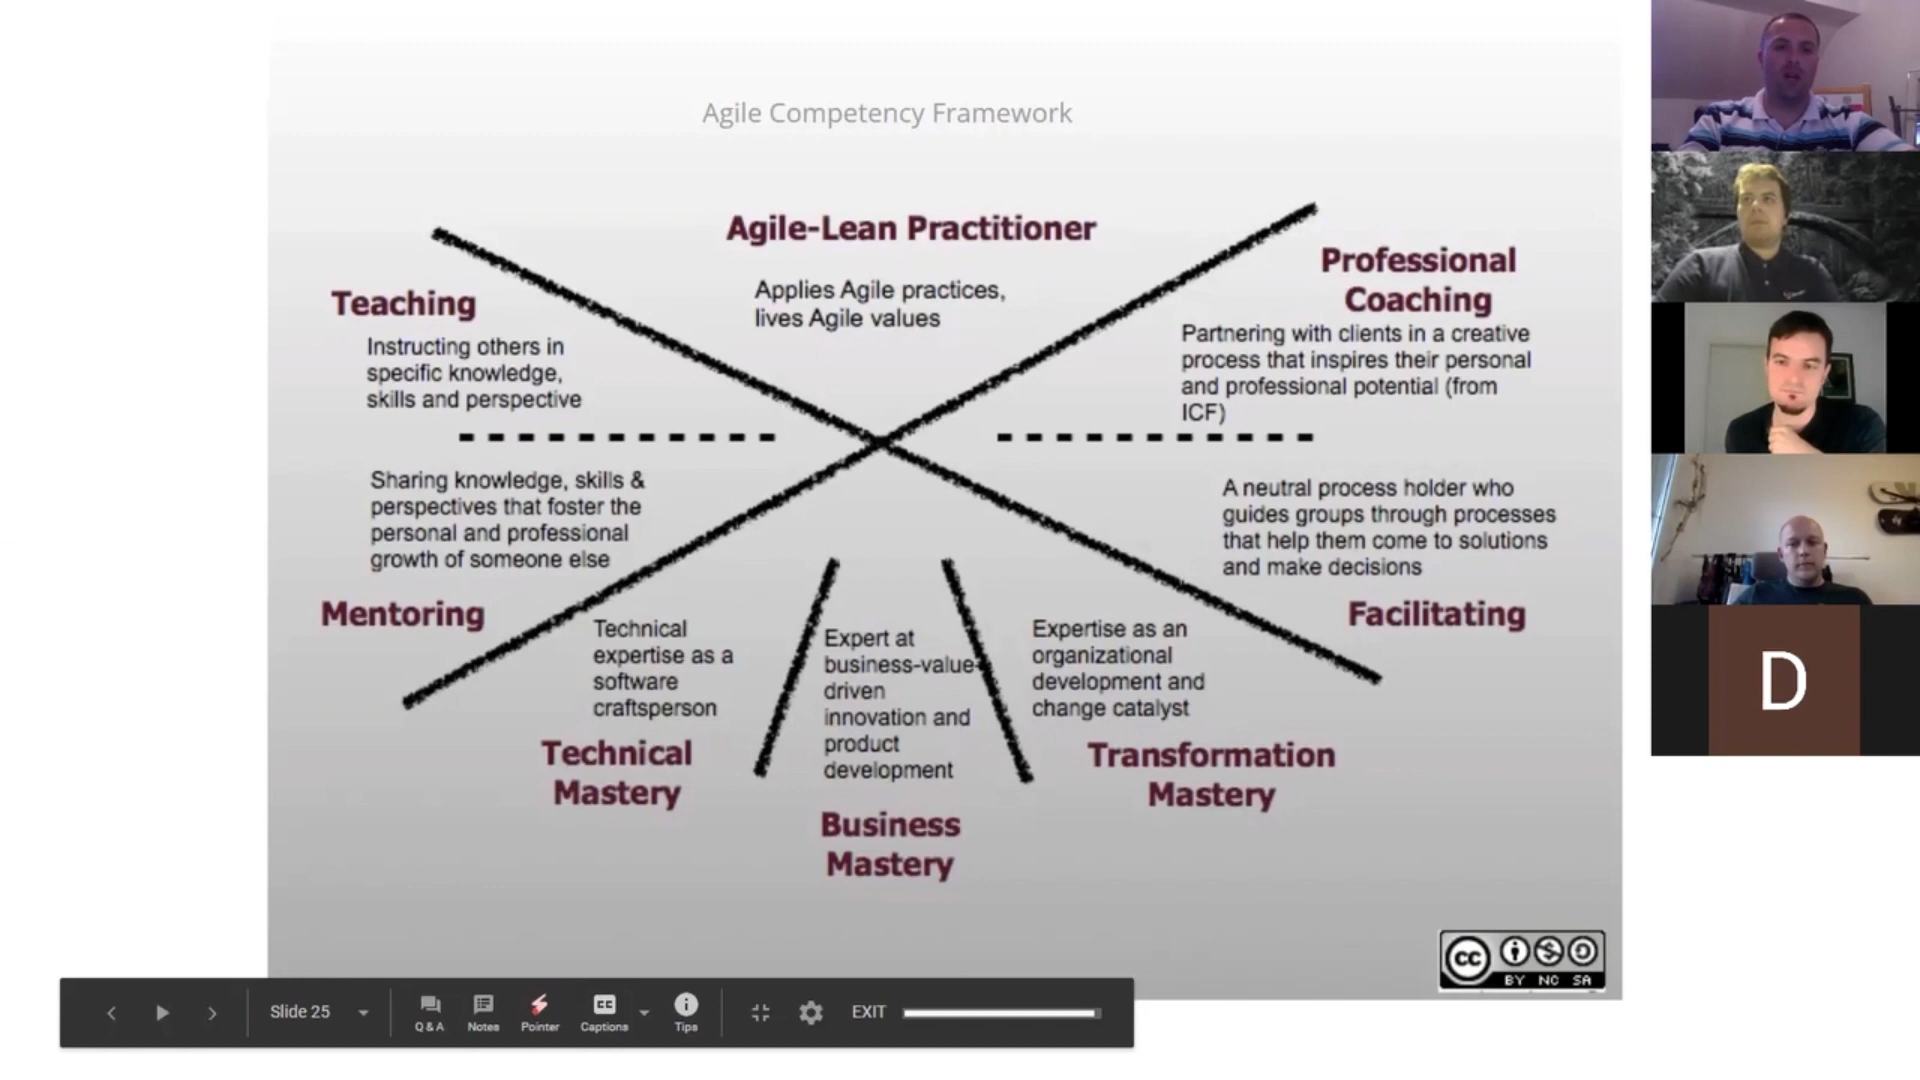 Agile Competency Framework
Agile-Lean Practitioner
Applies Agile practices,
lives Agile values
Teaching
Instructing others in
specific knowledge,
skills and perspective
Professional
Coaching
Partnering with clients in a creative
process that inspires their personal
and professional potential (from
ICF)
Sharing knowledge, skills &
perspectives that foster the
personal and professional
growth of someone else
Mentoring
A neutral process holder who
guides groups through processes
that help them come to solutions
and make decisions
Facilitating
Technical
expertise as a
software
craftsperson
Technical
Mastery
Expert at
business-value-
driven
innovation and
product
development
Business
Mastery
Expertise as an
organizational
development and
change catalyst
Transformation
Mastery
D
cc
BY NC SA
Slide 25
Q & A
Notes
Pointer
CC
Captions
Tips
EXIT